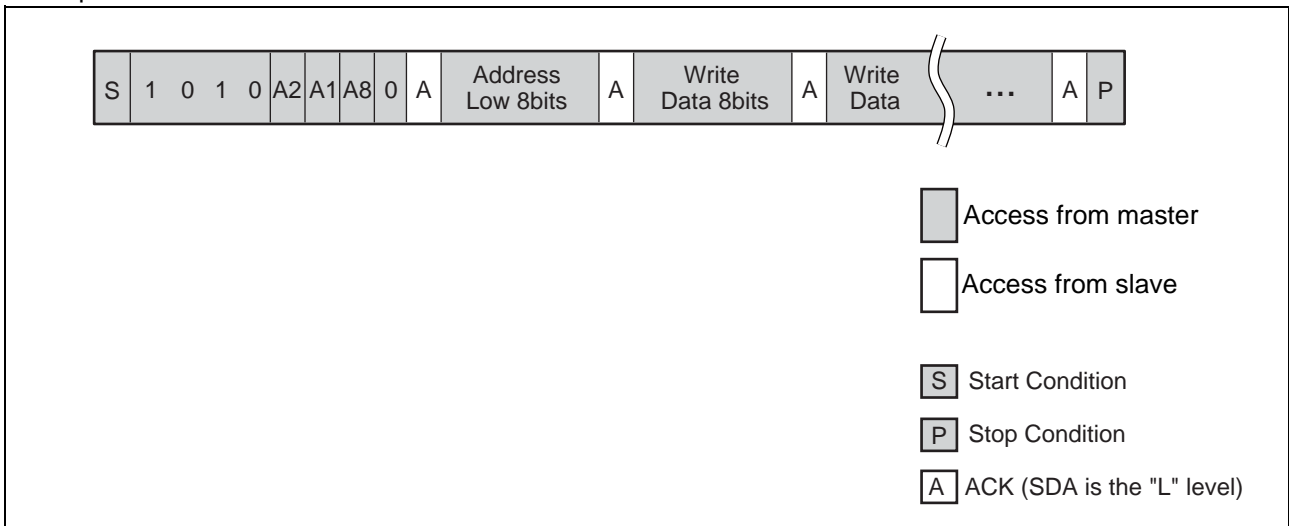 S 1 0 1 0 A2 A1 A8 0 A Address Low 8bits A Write Data 8bits A Write Data ... A P
Access from master
Access from slave
S Start Condition
P Stop Condition
A ACK (SDA is the "L" level)